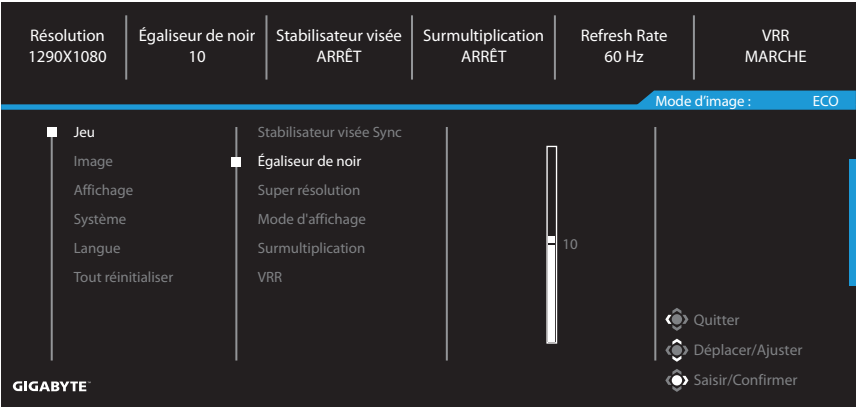 Résolution
1290X1080
Égaliseur de noir
10
Stabilisateur visée
ARRÊT
Surmultiplication
ARRÊT
Refresh Rate
60 Hz
VRR
MARCHE
Mode d'image : ECO
Jeu
Image
Affichage
Système
Langue
Tout réinitialiser
Stabilisateur visée Sync
Égaliseur de noir
Super résolution
Mode d'affichage
Surmultiplication
VRR
10
Quitter
Déplacer/Ajuster
Saisir/Confirmer
GIGABYTE™